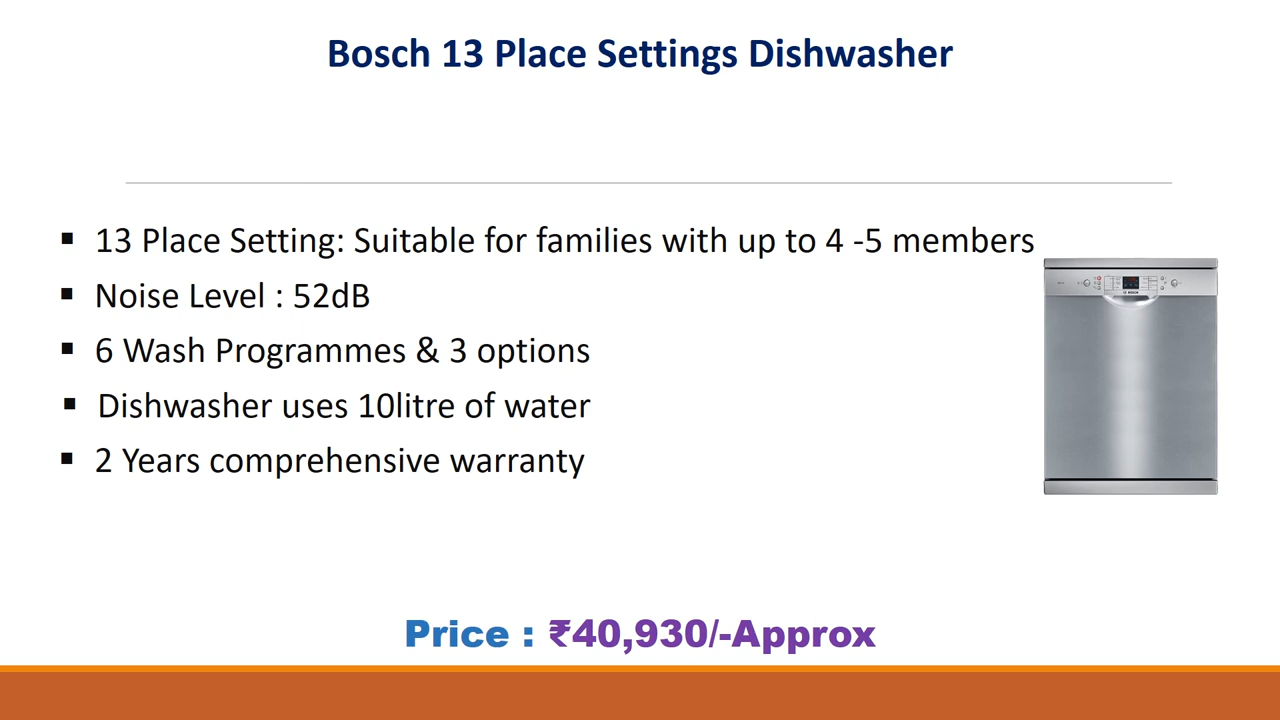 Bosch 13 Place Settings Dishwasher
▪ 13 Place Setting: Suitable for families with up to 4 -5 members
▪ Noise Level : 52dB
▪ 6 Wash Programmes & 3 options
▪ Dishwasher uses 10litre of water
▪ 2 Years comprehensive warranty
Price : ₹40,930/-Approx